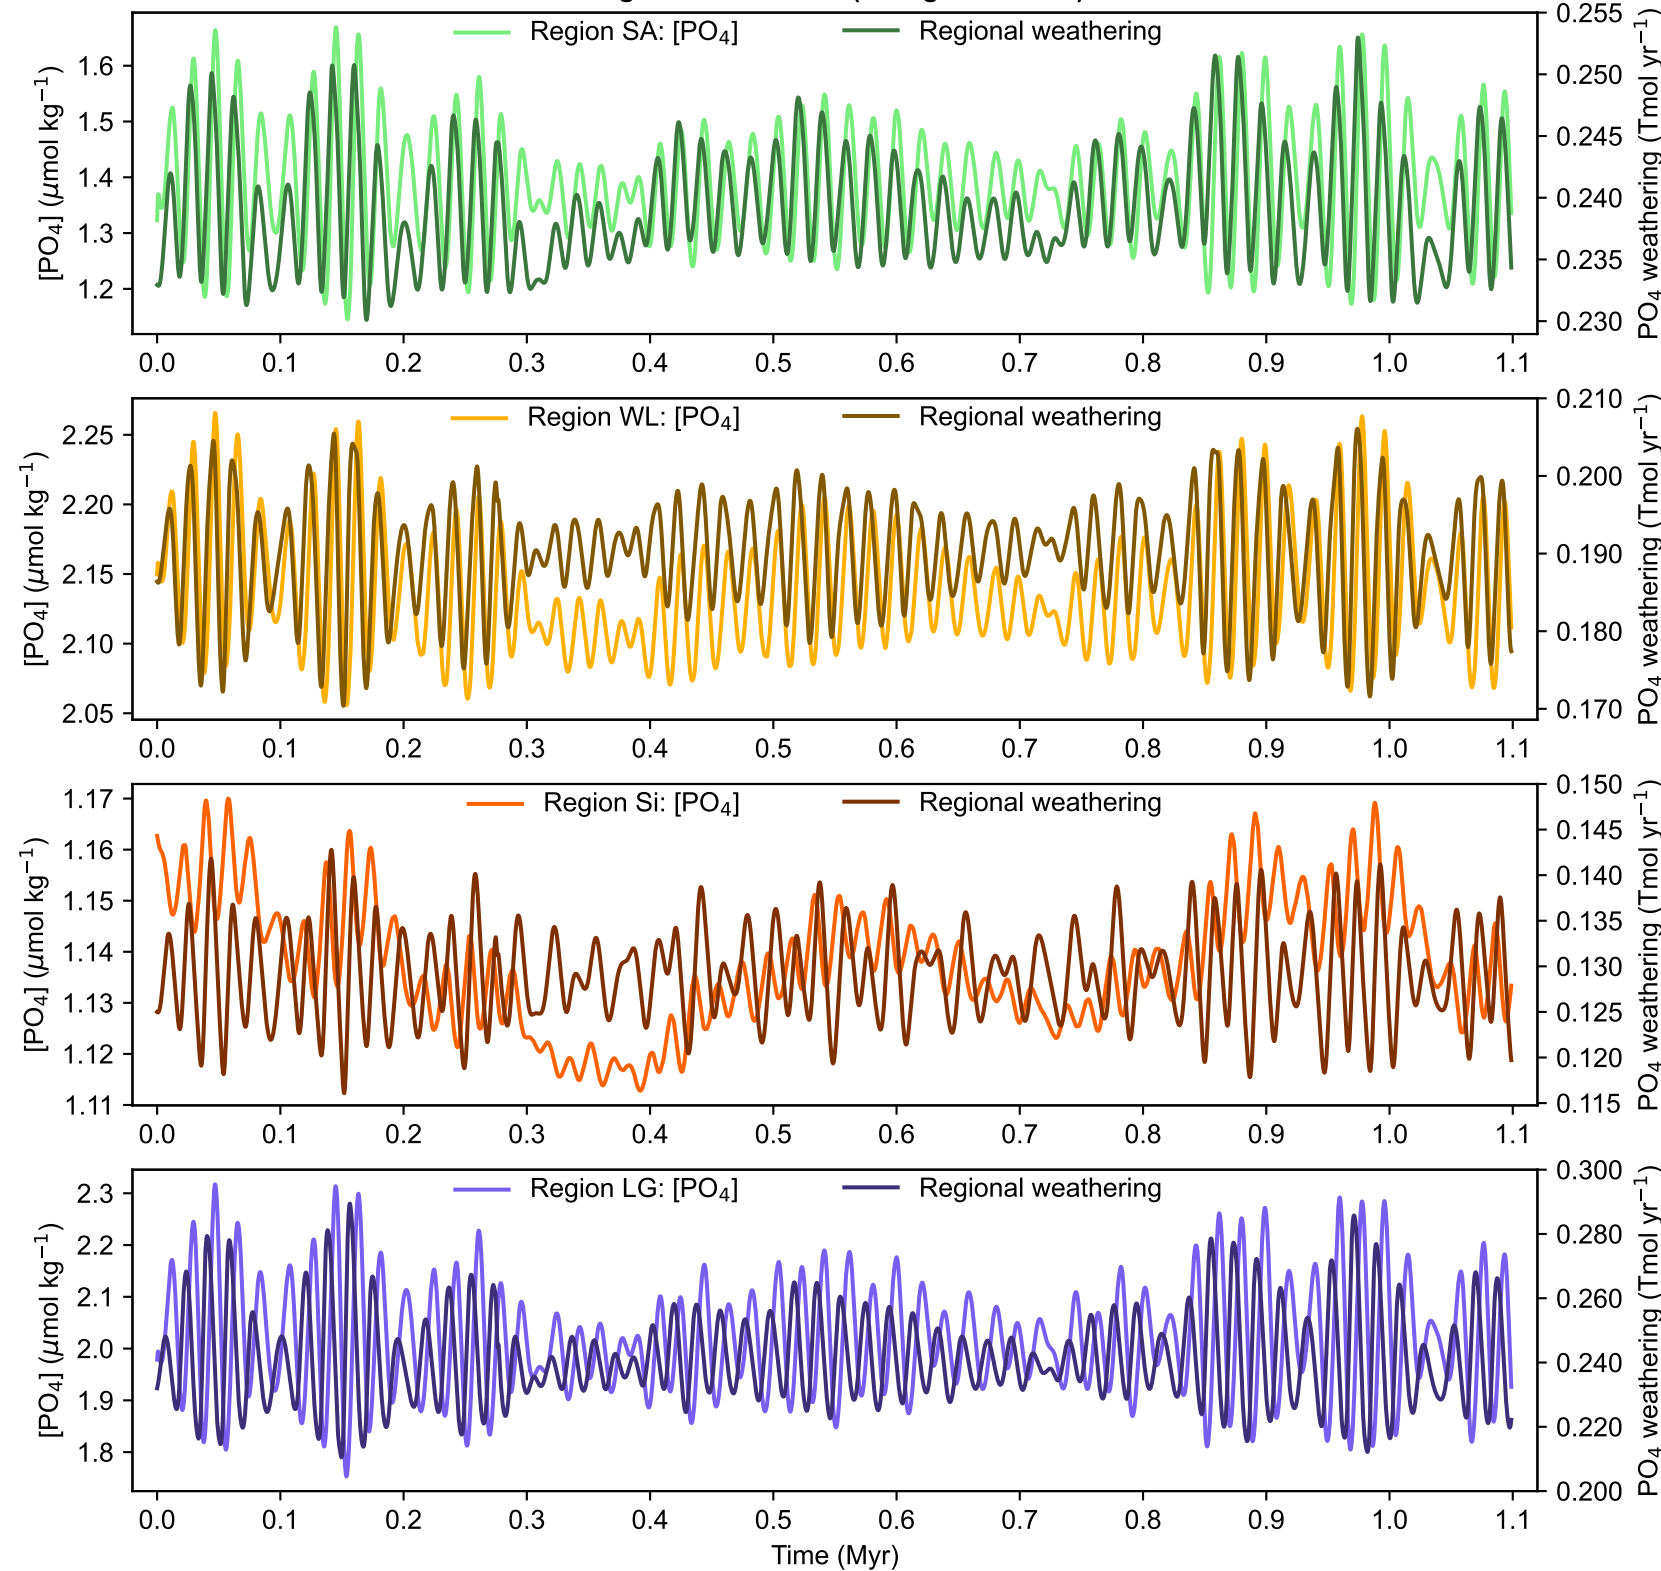 Region SA: [PO₄] Regional weathering
[PO₄] (μmol kg⁻¹)
1.6
1.5
1.4
1.3
1.2
0.255
0.250
0.245
0.240
0.235
0.230
PO₄ weathering (Tmol yr⁻¹)
0.0 0.1 0.2 0.3 0.4 0.5 0.6 0.7 0.8 0.9 1.0 1.1
Region WL: [PO₄] Regional weathering
[PO₄] (μmol kg⁻¹)
2.25
2.20
2.15
2.10
2.05
0.210
0.200
0.190
0.180
0.170
PO₄ weathering (Tmol yr⁻¹)
0.0 0.1 0.2 0.3 0.4 0.5 0.6 0.7 0.8 0.9 1.0 1.1
Region Si: [PO₄] Regional weathering
[PO₄] (μmol kg⁻¹)
1.17
1.16
1.15
1.14
1.13
1.12
1.11
0.150
0.145
0.140
0.135
0.130
0.125
0.120
0.115
PO₄ weathering (Tmol yr⁻¹)
0.0 0.1 0.2 0.3 0.4 0.5 0.6 0.7 0.8 0.9 1.0 1.1
Region LG: [PO₄] Regional weathering
[PO₄] (μmol kg⁻¹)
2.3
2.2
2.1
2.0
1.9
1.8
0.300
0.280
0.260
0.240
0.220
0.200
PO₄ weathering (Tmol yr⁻¹)
0.0 0.1 0.2 0.3 0.4 0.5 0.6 0.7 0.8 0.9 1.0 1.1
Time (Myr)